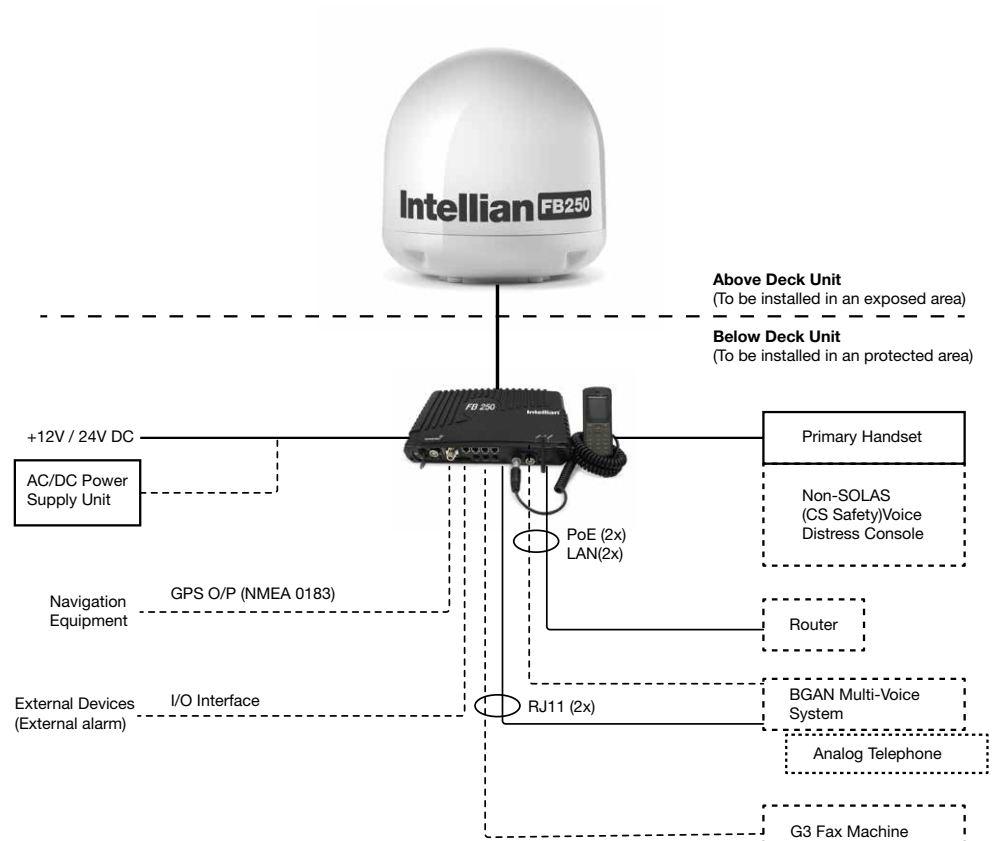 Intellian FB250
Above Deck Unit
(To be installed in an exposed area)
Below Deck Unit
(To be installed in an protected area)
FB 250
Intellian
+12V / 24V DC
AC/DC Power
Supply Unit
Primary Handset
Non-SOLAS
(CS Safety)Voice
Distress Console
PoE (2x)
LAN(2x)
GPS O/P (NMEA 0183)
Navigation
Equipment
Router
External Devices
(External alarm)
I/O Interface
RJ11 (2x)
BGAN Multi-Voice
System
Analog Telephone
G3 Fax Machine